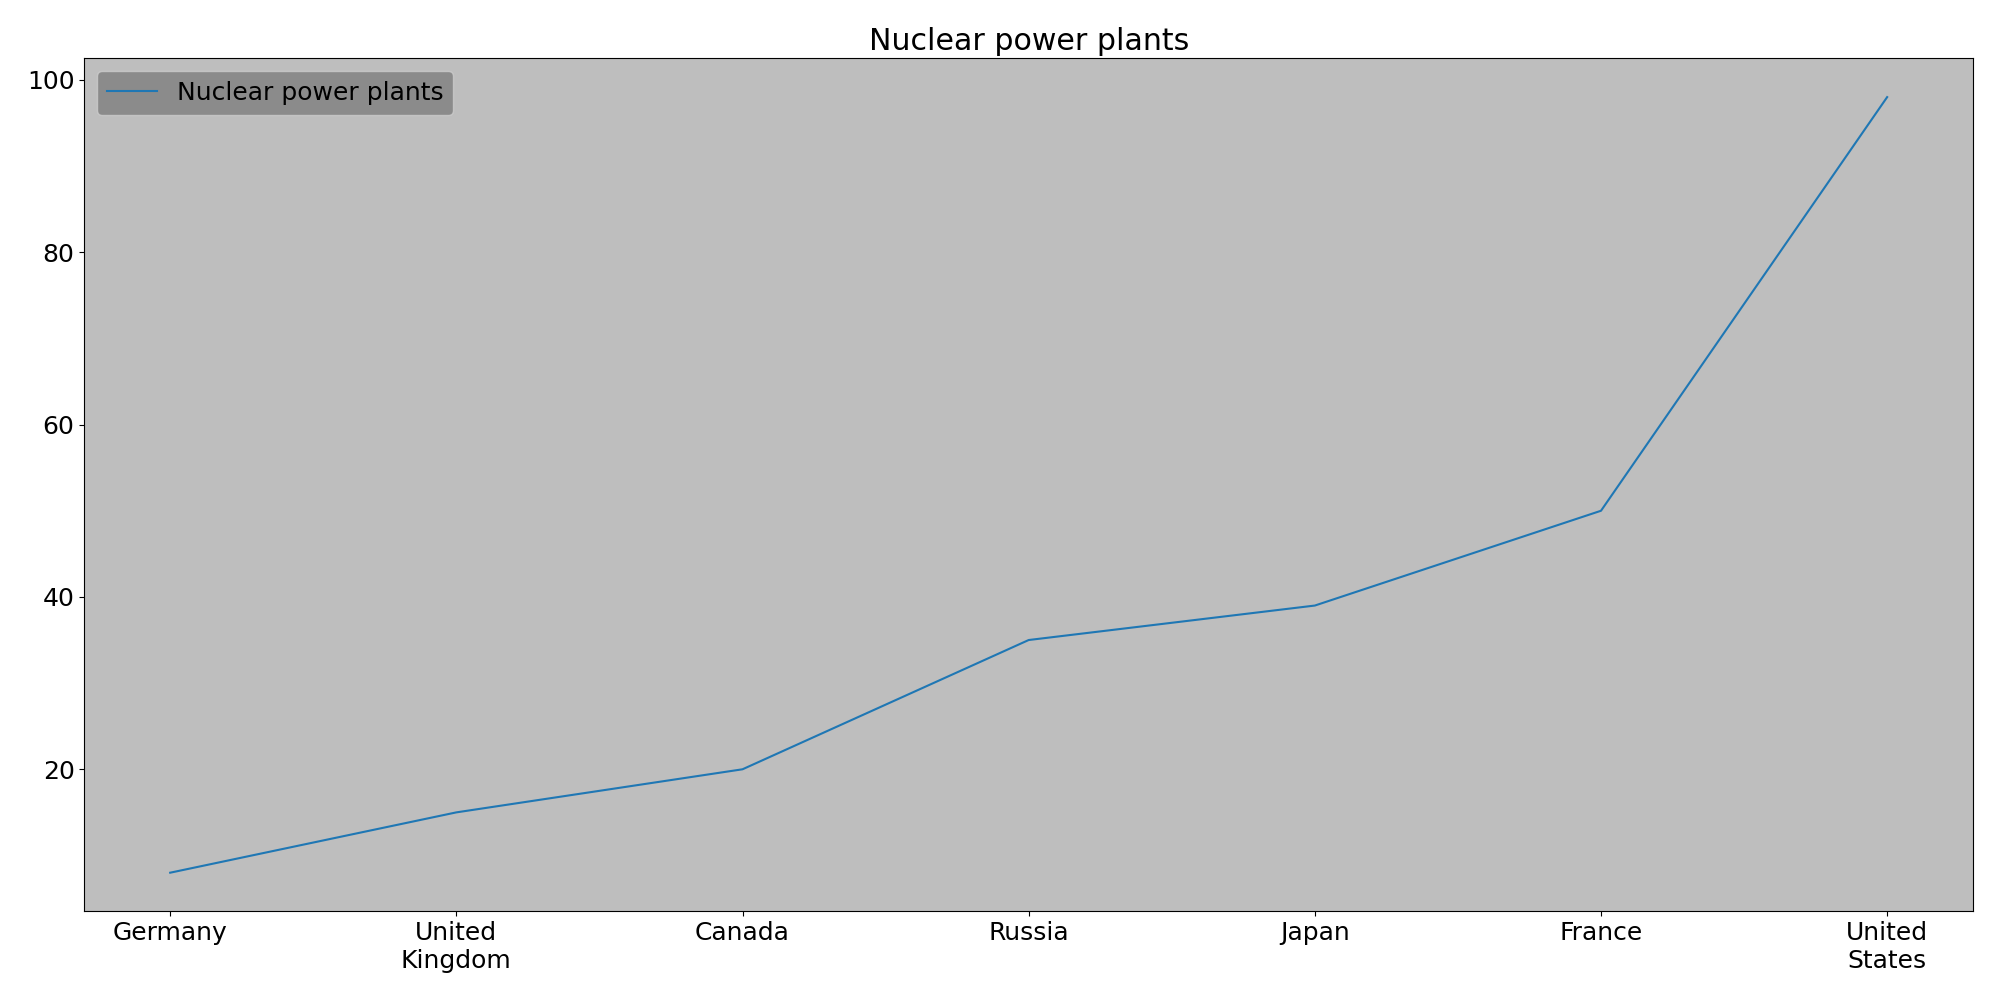 Nuclear power plants
Nuclear power plants
100
80
60
40
20
Germany
United
Kingdom
Canada
Russia
Japan
France
United
States